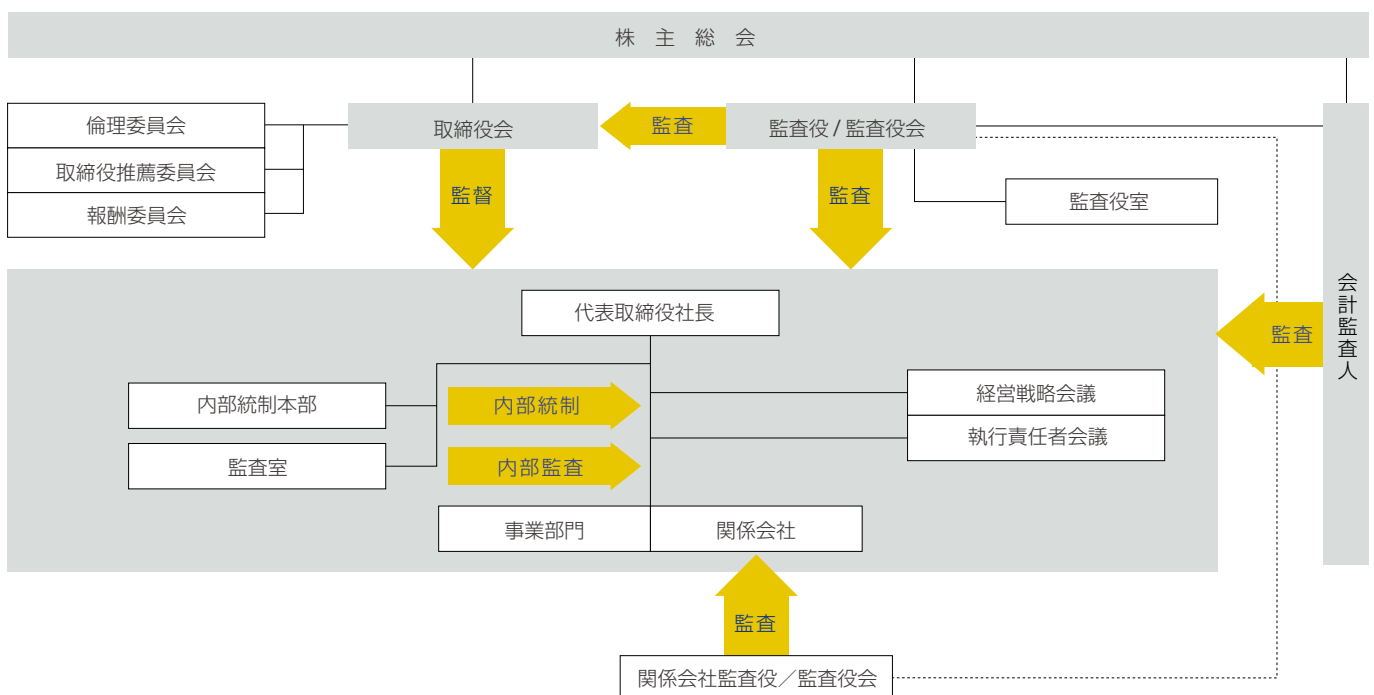 株主総会
倫理委員会
取締役推薦委員会
報酬委員会
取締役会
監査
監査役 / 監査役会
監督
監査
監査役室
会計監査人
監査
代表取締役社長
内部統制本部
内部統制
経営戦略会議
執行責任者会議
監査室
内部監査
事業部門
関係会社
監査
関係会社監査役／監査役会